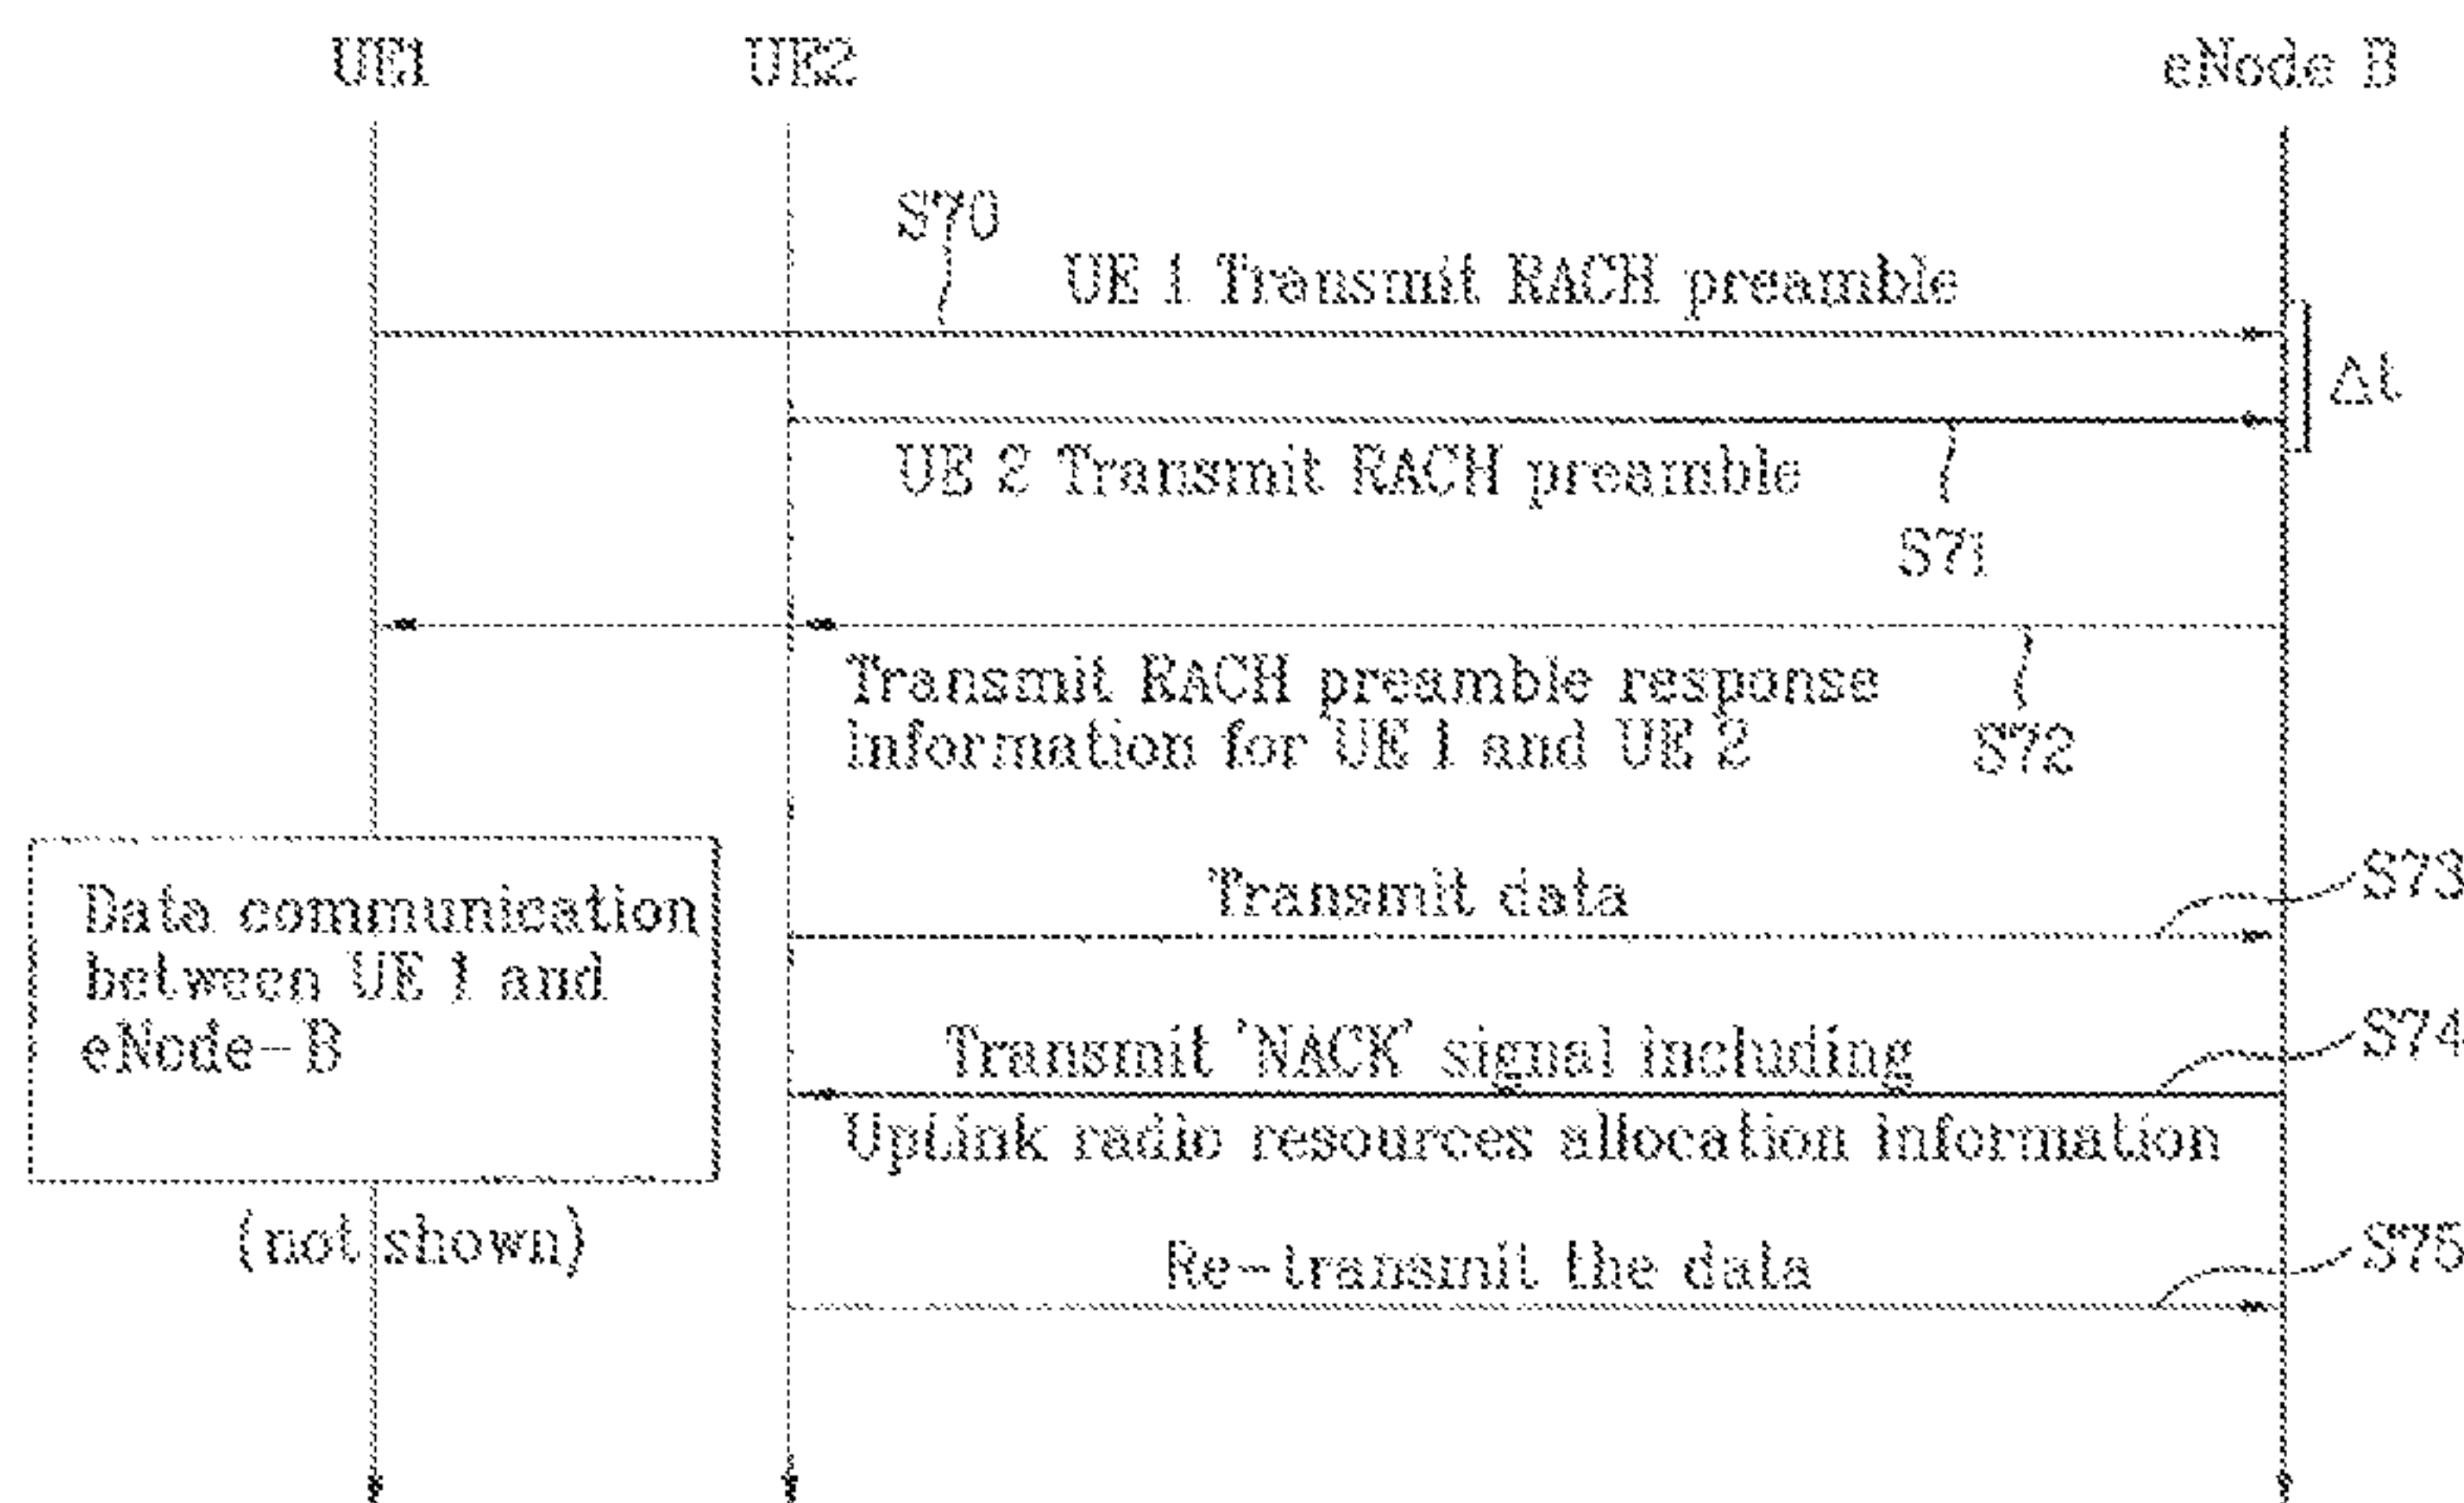 UE1
UE2
eNode B
S70
UE 1 Transmit RACH preamble
Δt
UE 2 Transmit RACH preamble
S71
Transmit RACH preamble response
information for UE 1 and UE 2
S72
Data communication
between UE 1 and
eNode-B
(not shown)
Transmit data
S73
Transmit 'NACK' signal including
S74
UpLink radio resources allocation information
Re-transmit the data
S75